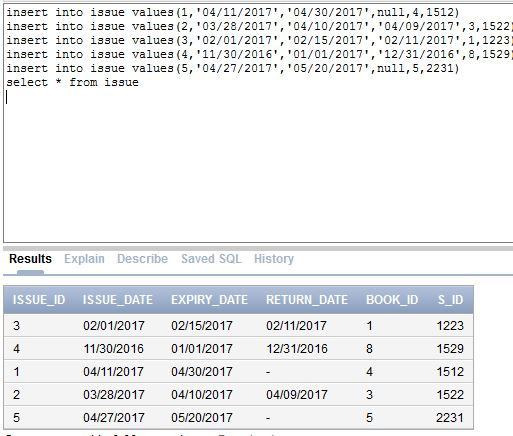 insert into issue values(1,'04/11/2017','04/30/2017',null,4,1512)
insert into issue values(2,'03/28/2017','04/10/2017','04/09/2017',3,1522)
insert into issue values(3,'02/01/2017','02/15/2017','02/11/2017',1,1223)
insert into issue values(4,'11/30/2016','01/01/2017','12/31/2016',8,1529)
insert into issue values(5,'04/27/2017','05/20/2017',null,5,2231)
select * from issue
Results Explain Describe Saved SQL History
ISSUE_ID ISSUE_DATE EXPIRY_DATE RETURN_DATE BOOK_ID S_ID
3 02/01/2017 02/15/2017 02/11/2017 1 1223
4 11/30/2016 01/01/2017 12/31/2016 8 1529
1 04/11/2017 04/30/2017 - 4 1512
2 03/28/2017 04/10/2017 04/09/2017 3 1522
5 04/27/2017 05/20/2017 - 5 2231